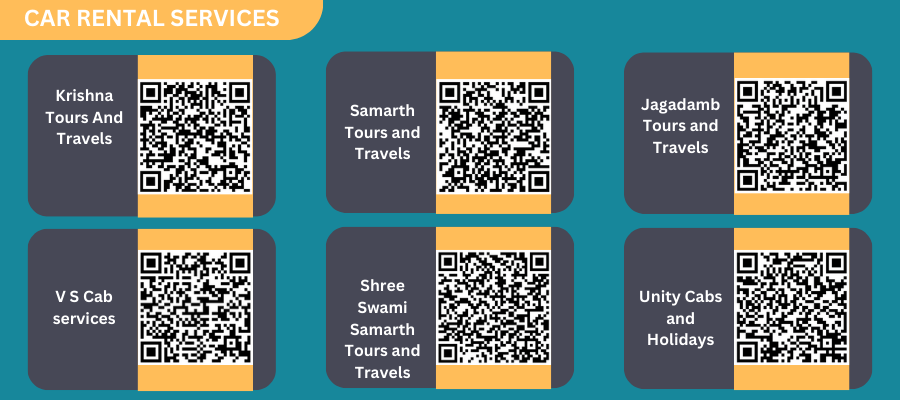 CAR RENTAL SERVICES
Krishna
Tours And
Travels
Samarth
Tours and
Travels
Jagadamb
Tours and
Travels
V S Cab
services
Shree
Swami
Samarth
Tours and
Travels
Unity Cabs
and
Holidays